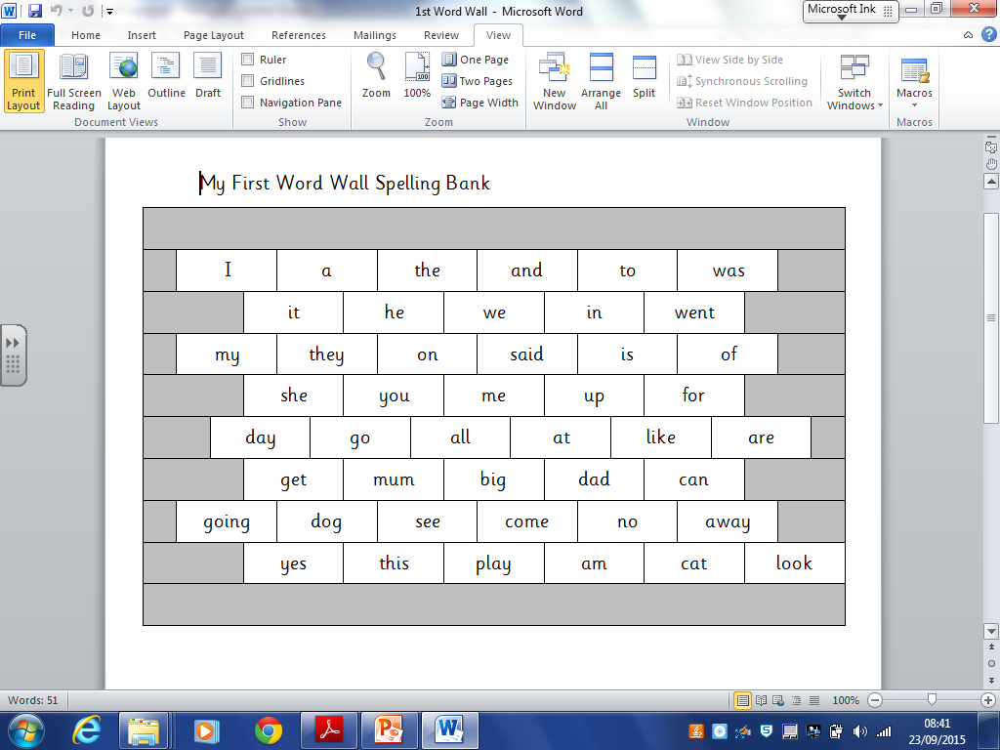 1st Word Wall - Microsoft Word
Microsoft Ink
File Home Insert Page Layout References Mailings Review View
Print Layout
Full Screen Reading
Web Layout
Outline
Draft
Document Views
Ruler
Gridlines
Navigation Pane
Show
Zoom
100
100%
One Page
Two Pages
Page Width
Zoom
New Window
Arrange All
Split
View Side by Side
Synchronous Scrolling
Reset Window Position
Window
Switch Windows
Macros
Macros
My First Word Wall Spelling Bank
I a the and to was
it he we in went
my they on said is of
she you me up for
day go all at like are
get mum big dad can
going dog see come no away
yes this play am cat look
Words: 51
100%
08:41
23/09/2015